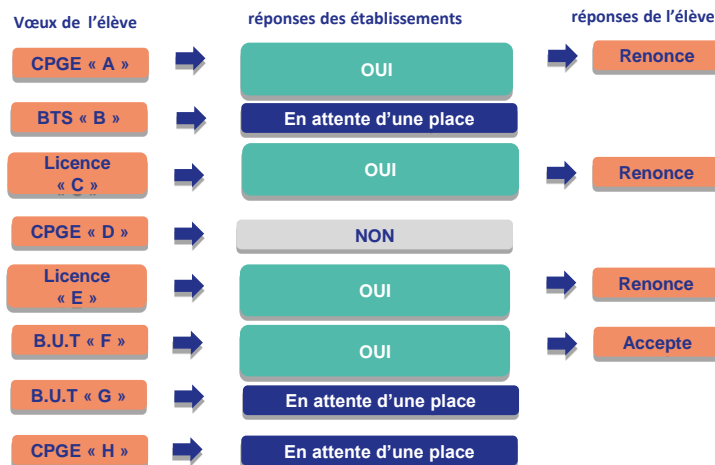 Vœux de l'élève
réponses des établissements
réponses de l'élève
CPGE « A »
OUI
Renonce
BTS « B »
En attente d'une place
Licence
« C »
OUI
Renonce
CPGE « D »
NON
Licence
« E »
OUI
Renonce
B.U.T « F »
OUI
Accepte
B.U.T « G »
En attente d'une place
CPGE « H »
En attente d'une place